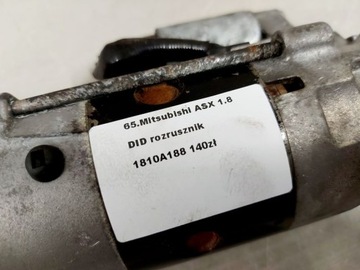 65.Mitsubishi ASX 1.8
DID rozrusznik
1810A188 140zł